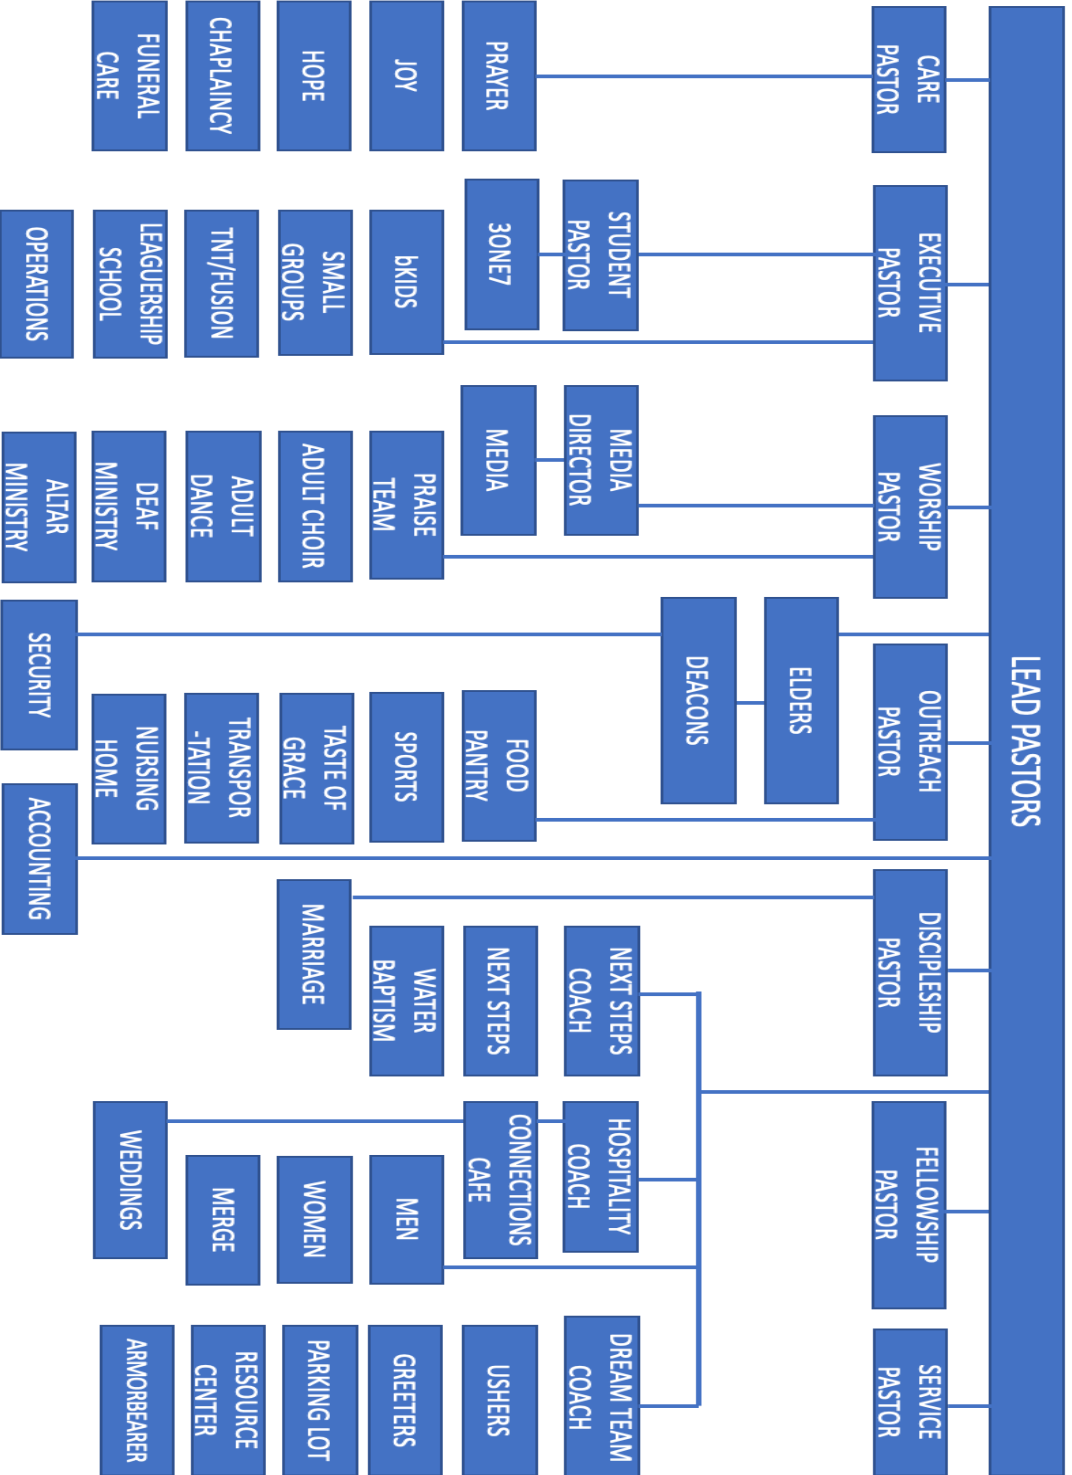 LEAD PASTORS
CARE
PASTOR
EXECUTIVE
PASTOR
WORSHIP
PASTOR
OUTREACH
PASTOR
DISCIPLESHIP
PASTOR
FELLOWSHIP
PASTOR
SERVICE
PASTOR
ELDERS
DEACONS
STUDENT
PASTOR
MEDIA
DIRECTOR
NEXT STEPS
COACH
HOSPITALITY
COACH
DREAM TEAM
COACH
PRAYER
3ONE7
MEDIA
FOOD
PANTRY
NEXT STEPS
CONNECTIONS
CAFE
USHERS
JOY
bKIDS
PRAISE
TEAM
SPORTS
WATER
BAPTISM
MEN
GREETERS
HOPE
SMALL
GROUPS
ADULT CHOIR
TASTE OF
GRACE
MARRIAGE
WOMEN
PARKING LOT
CHAPLAINCY
TNT/FUSION
ADULT
DANCE
TRANSPOR
-TATION
MERGE
RESOURCE
CENTER
FUNERAL
CARE
LEAGUERSHIP
SCHOOL
DEAF
MINISTRY
NURSING
HOME
WEDDINGS
ARMORBEARER
OPERATIONS
ALTAR
MINISTRY
SECURITY
ACCOUNTING